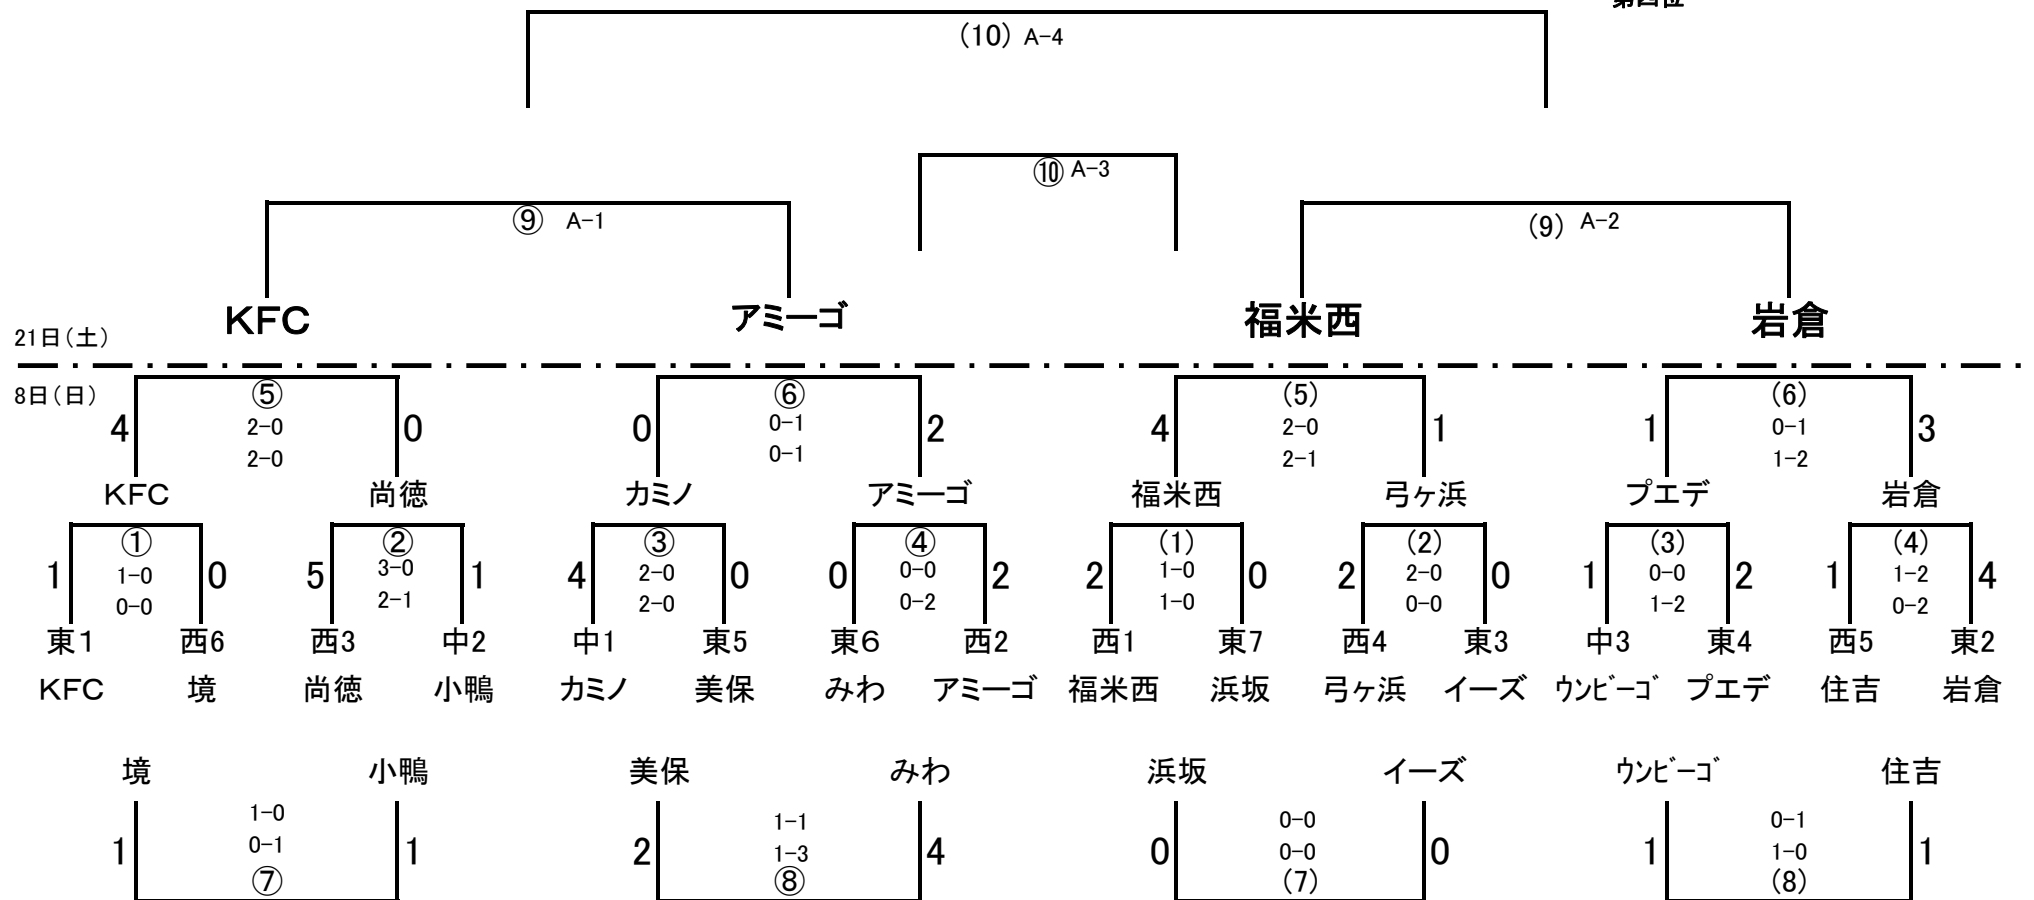 第四位
(10) A-4
⑩ A-3
⑨ A-1
(9) A-2
KFC アミーゴ 福米西 岩倉
21日(土)
8日(日)
⑤ ⑥ (5) (6)
4 2-0 0 0 0-1 2 4 2-0 1 1 0-1 3
2-0 0-1 2-1 1-2
KFC 尚徳 カミノ アミーゴ 福米西 弓ヶ浜 プエデ 岩倉
① ② ③ ④ (1) (2) (3) (4)
1 1-0 0 5 3-0 1 4 2-0 0 0 0-0 2 2 1-0 0 2 2-0 0 1 0-0 2 1 1-2 4
0-0 2-1 2-0 0-2 1-0 0-0 1-2 0-2
東1 西6 西3 中2 中1 東5 東6 西2 西1 東7 西4 東3 中3 東4 西5 東2
KFC 境 尚徳 小鴨 カミノ 美保 みわ アミーゴ 福米西 浜坂 弓ヶ浜 イーズ ウンビーゴ プエデ 住吉 岩倉
境 小鴨 美保 みわ 浜坂 イーズ ウンビーゴ 住吉
1-0 1-1 0-0 0-1
1 0-1 1 2 1-3 4 0 0-0 0 1 1-0 1
⑦ ⑧ (7) (8)